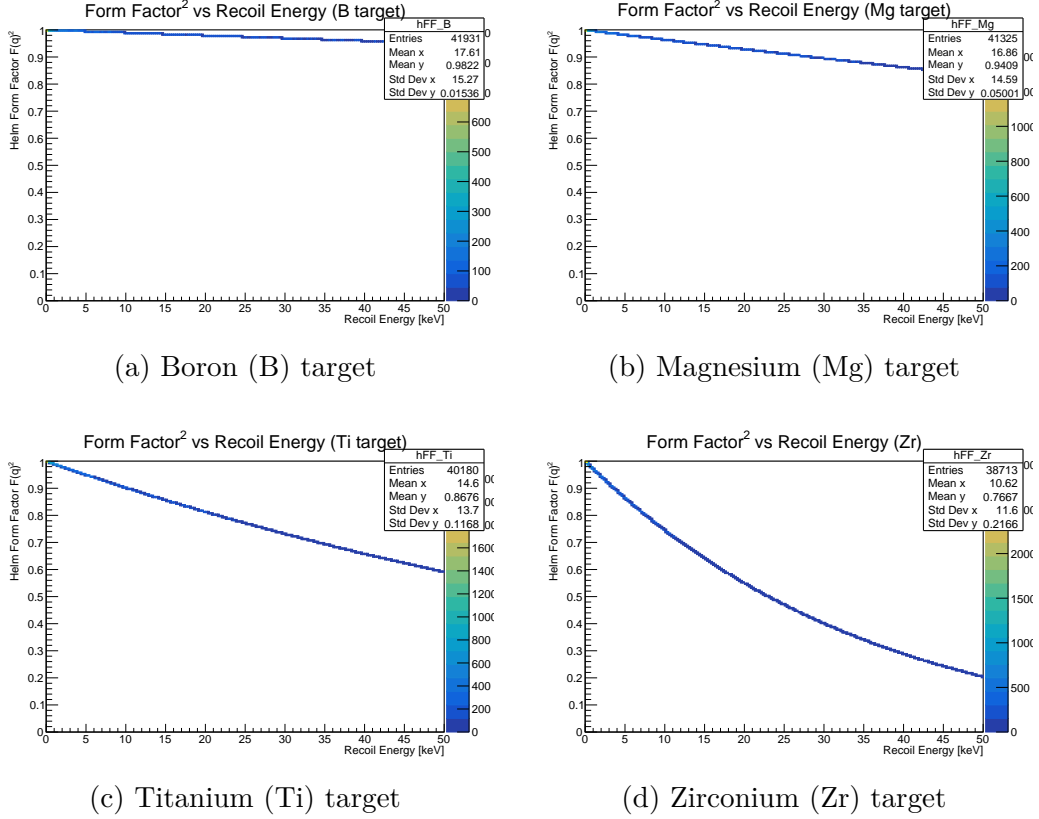 Form Factor² vs Recoil Energy (B target)
hFF_B
Entries 41931
Mean x 17.61
Mean y 0.9822
Std Dev x 15.27
Std Dev y 0.01536
Helm Form Factor F(q)²
1
0.9
0.8
0.7
0.6
0.5
0.4
0.3
0.2
0.1
0
0 5 10 15 20 25 30 35 40 45 50
Recoil Energy [keV]
600
500
400
300
200
100
0
(a) Boron (B) target
Form Factor² vs Recoil Energy (Mg target)
hFF_Mg
Entries 41325
Mean x 16.86
Mean y 0.9409
Std Dev x 14.59
Std Dev y 0.05001
Helm Form Factor F(q)²
1
0.9
0.8
0.7
0.6
0.5
0.4
0.3
0.2
0.1
0
0 5 10 15 20 25 30 35 40 45 50
Recoil Energy [keV]
1000
800
600
400
200
0
(b) Magnesium (Mg) target
Form Factor² vs Recoil Energy (Ti target)
hFF_Ti
Entries 40180
Mean x 14.6
Mean y 0.8676
Std Dev x 13.7
Std Dev y 0.1168
Helm Form Factor F(q)²
1
0.9
0.8
0.7
0.6
0.5
0.4
0.3
0.2
0.1
0
0 5 10 15 20 25 30 35 40 45 50
Recoil Energy [keV]
1600
1400
1200
1000
800
600
400
200
0
(c) Titanium (Ti) target
Form Factor² vs Recoil Energy (Zr)
hFF_Zr
Entries 38713
Mean x 10.62
Mean y 0.7667
Std Dev x 11.6
Std Dev y 0.2166
Helm Form Factor F(q)²
1
0.9
0.8
0.7
0.6
0.5
0.4
0.3
0.2
0.1
0
0 5 10 15 20 25 30 35 40 45 50
Recoil Energy [keV]
2000
1500
1000
500
0
(d) Zirconium (Zr) target